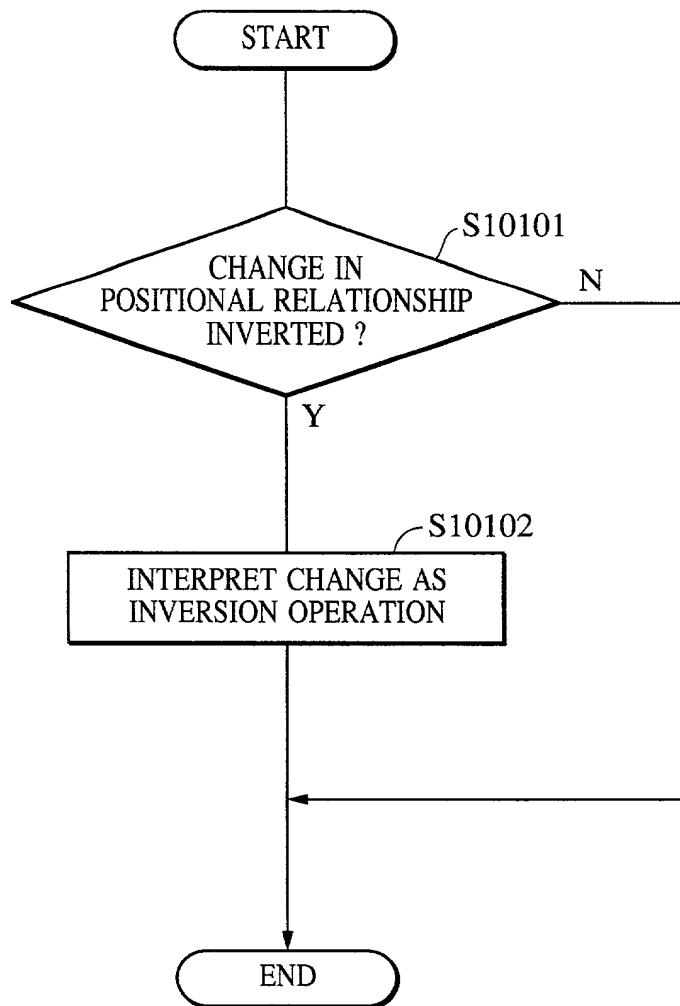 START
S10101
CHANGE IN
POSITIONAL RELATIONSHIP
INVERTED ?
N
Y
S10102
INTERPRET CHANGE AS
INVERSION OPERATION
END